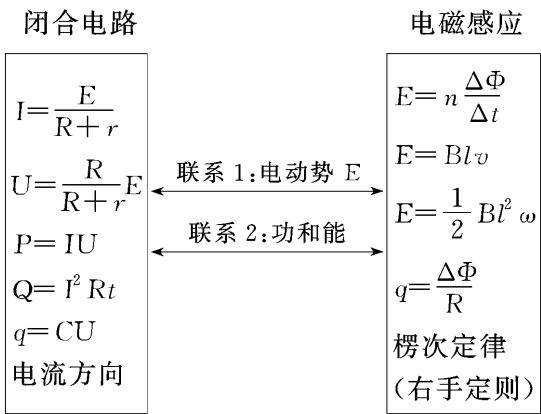 闭合电路
I=E/(R+r)
U=R/(R+r)E
P=IU
Q=I²Rt
q=CU
电流方向
联系1:电动势 E
联系2:功和能
电磁感应
E=nΔΦ/Δt
E=Blv
E=1/2Bl²ω
q=ΔΦ/R
楞次定律
(右手定则)